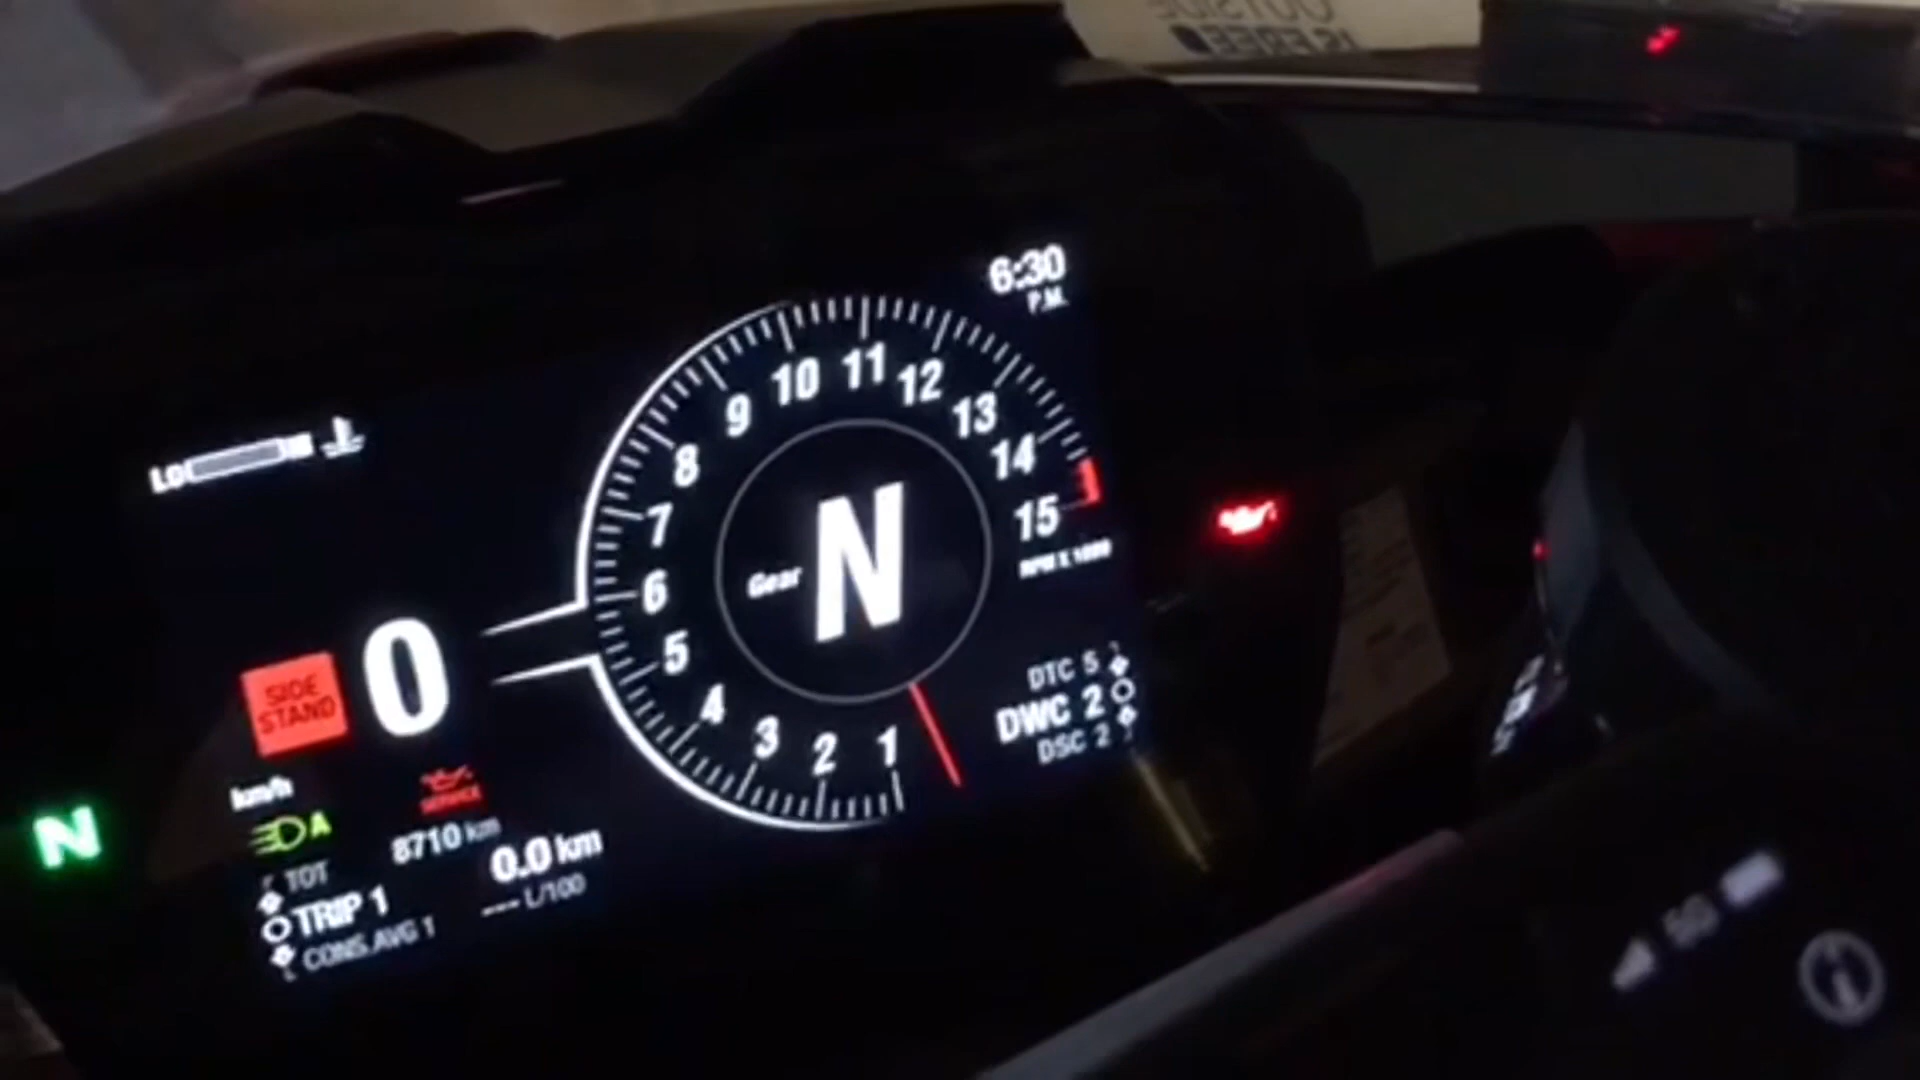 6:30
P.M.
LO
10 11 12
9 13
8 14
7 15
RPM X 1000
6
5
4 3 2 1
Gear N
SIDE
STAND
0
km/h
SERVICE
N
A
TOT 8710 km
TRIP 1 0.0 km
CONS.AVG 1 --- L/100
DTC 5
DWC 2
DSC 2
50